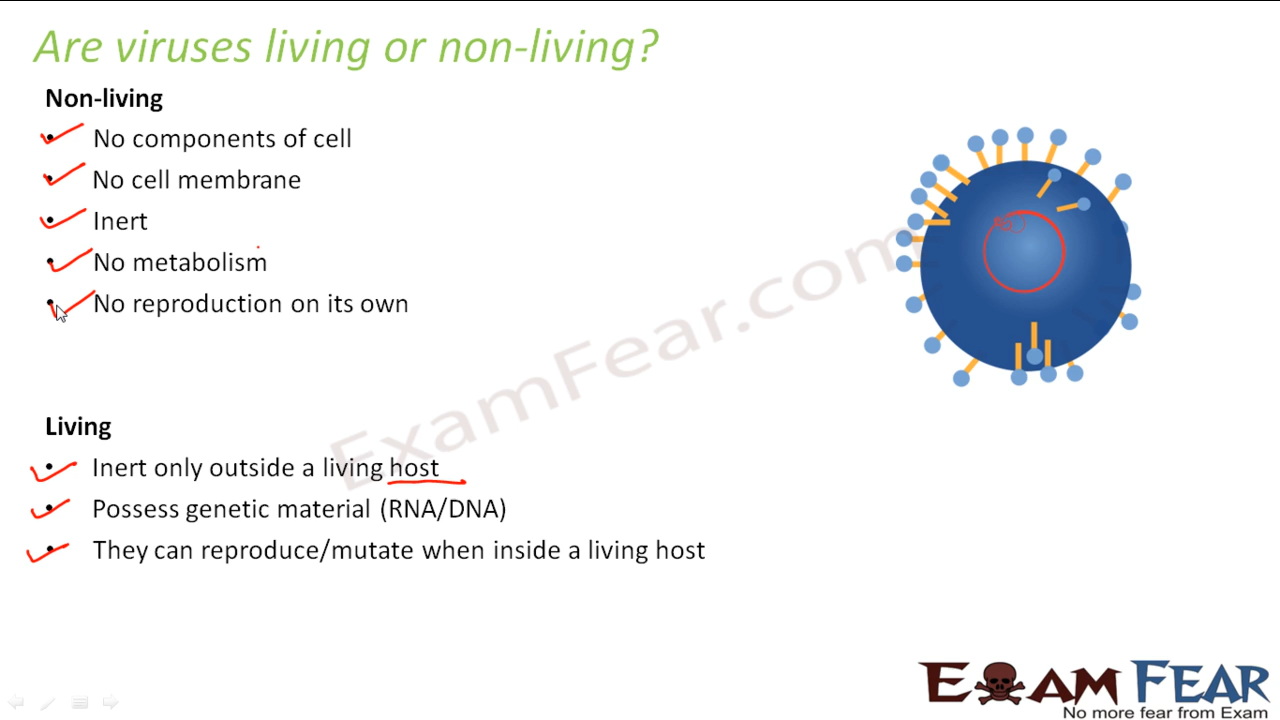 Are viruses living or non-living?
Non-living
• No components of cell
• No cell membrane
• Inert
• No metabolism
• No reproduction on its own
ExamFear.com
Living
• Inert only outside a living host
• Possess genetic material (RNA/DNA)
• They can reproduce/mutate when inside a living host
EXAM FEAR
No more fear from Exam